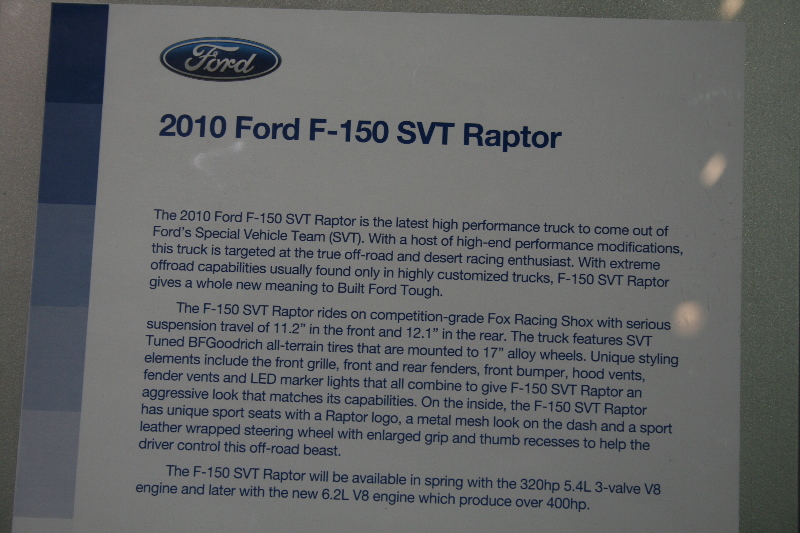 Ford
2010 Ford F-150 SVT Raptor
The 2010 Ford F-150 SVT Raptor is the latest high performance truck to come out of
Ford's Special Vehicle Team (SVT). With a host of high-end performance modifications,
this truck is targeted at the true off-road and desert racing enthusiast. With extreme
offroad capabilities usually found only in highly customized trucks, F-150 SVT Raptor
gives a whole new meaning to Built Ford Tough.
The F-150 SVT Raptor rides on competition-grade Fox Racing Shox with serious
suspension travel of 11.2" in the front and 12.1" in the rear. The truck features SVT
Tuned BFGoodrich all-terrain tires that are mounted to 17" alloy wheels. Unique styling
elements include the front grille, front and rear fenders, front bumper, hood vents,
fender vents and LED marker lights that all combine to give F-150 SVT Raptor an
aggressive look that matches its capabilities. On the inside, the F-150 SVT Raptor
has unique sport seats with a Raptor logo, a metal mesh look on the dash and a sport
leather wrapped steering wheel with enlarged grip and thumb recesses to help the
driver control this off-road beast.
The F-150 SVT Raptor will be available in spring with the 320hp 5.4L 3-valve V8
engine and later with the new 6.2L V8 engine which produce over 400hp.